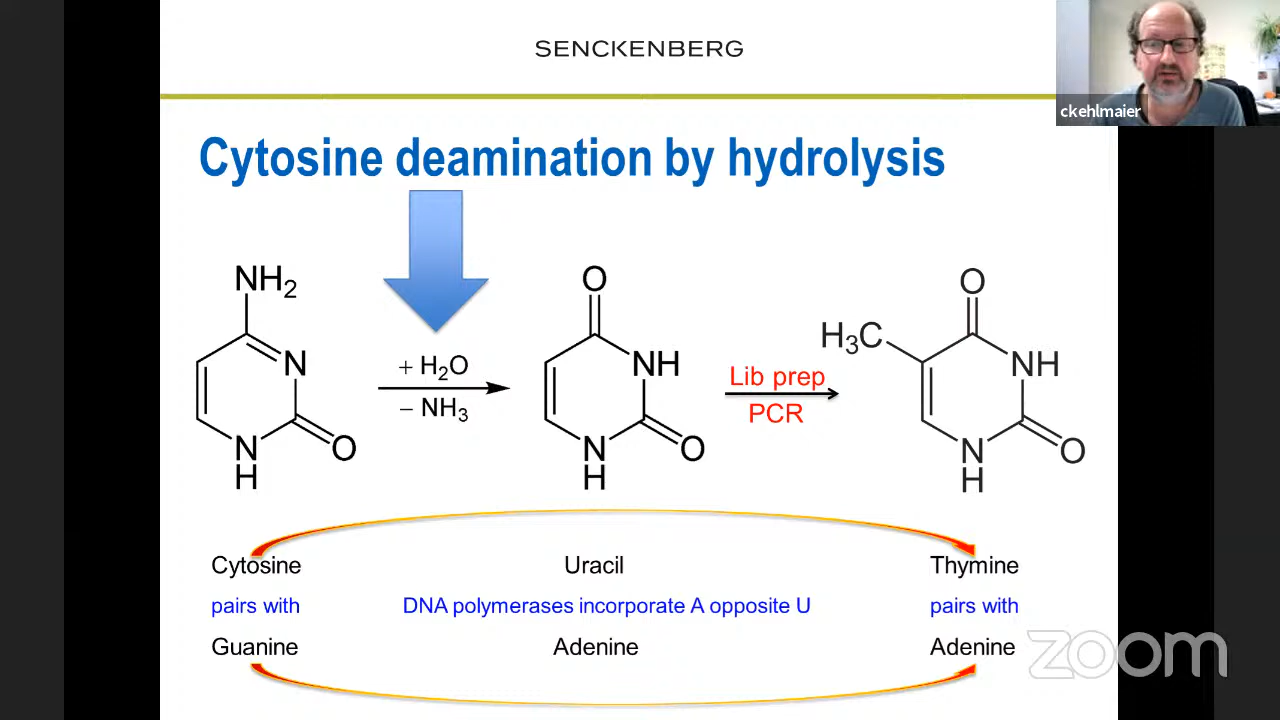 SENCKENBERG
ckehlmaier
Cytosine deamination by hydrolysis
NH2
N
N
H
O
+ H2O
− NH3
O
NH
N
H
O
Lib prep
PCR
O
H3C
NH
N
H
O
Cytosine
Uracil
Thymine
pairs with
DNA polymerases incorporate A opposite U
pairs with
Guanine
Adenine
Adenine
zoom